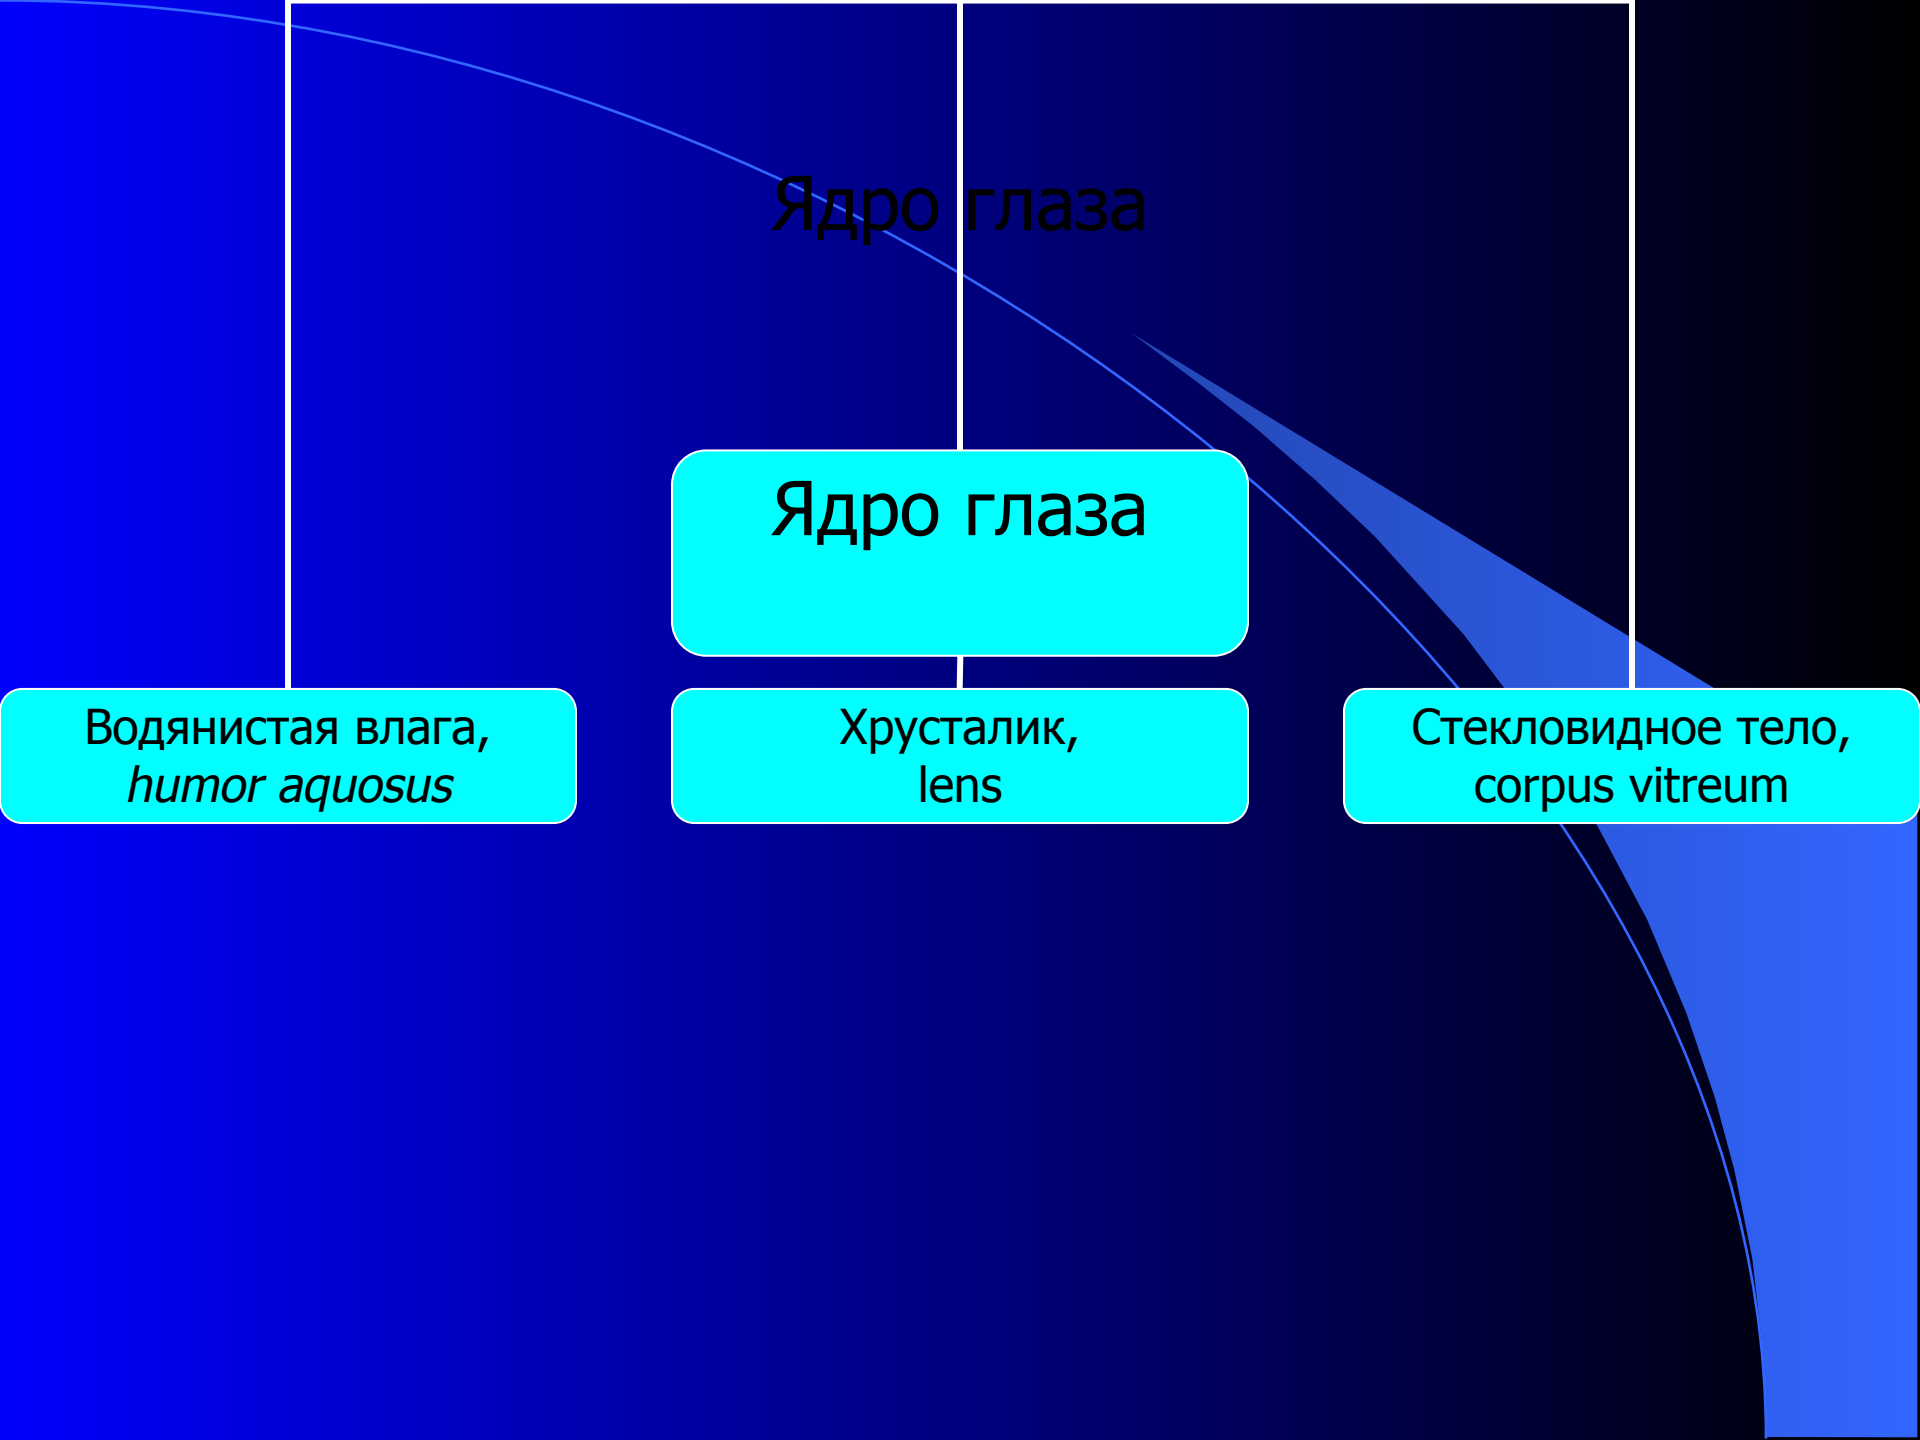 Ядро глаза
Ядро глаза
Водянистая влага,
humor aquosus
Хрусталик,
lens
Стекловидное тело,
corpus vitreum